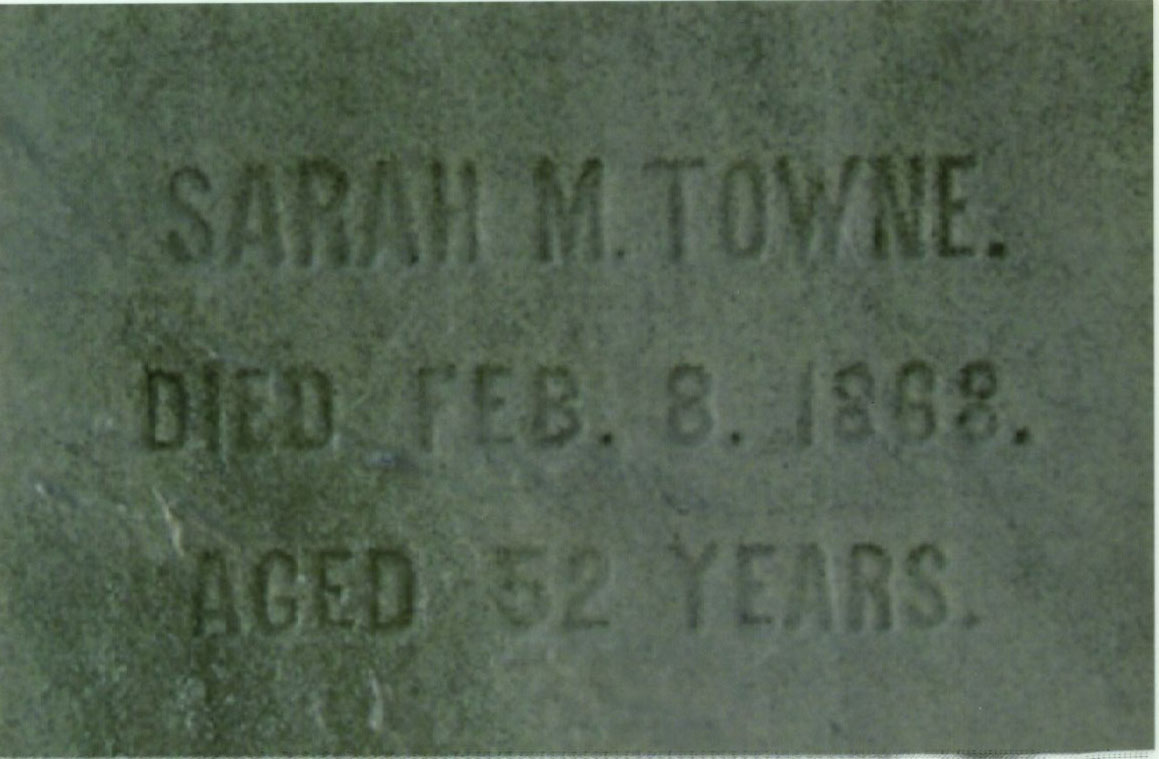 SARAH M. TOWNE.
DIED FEB. 8. 1868.
AGED 52 YEARS.